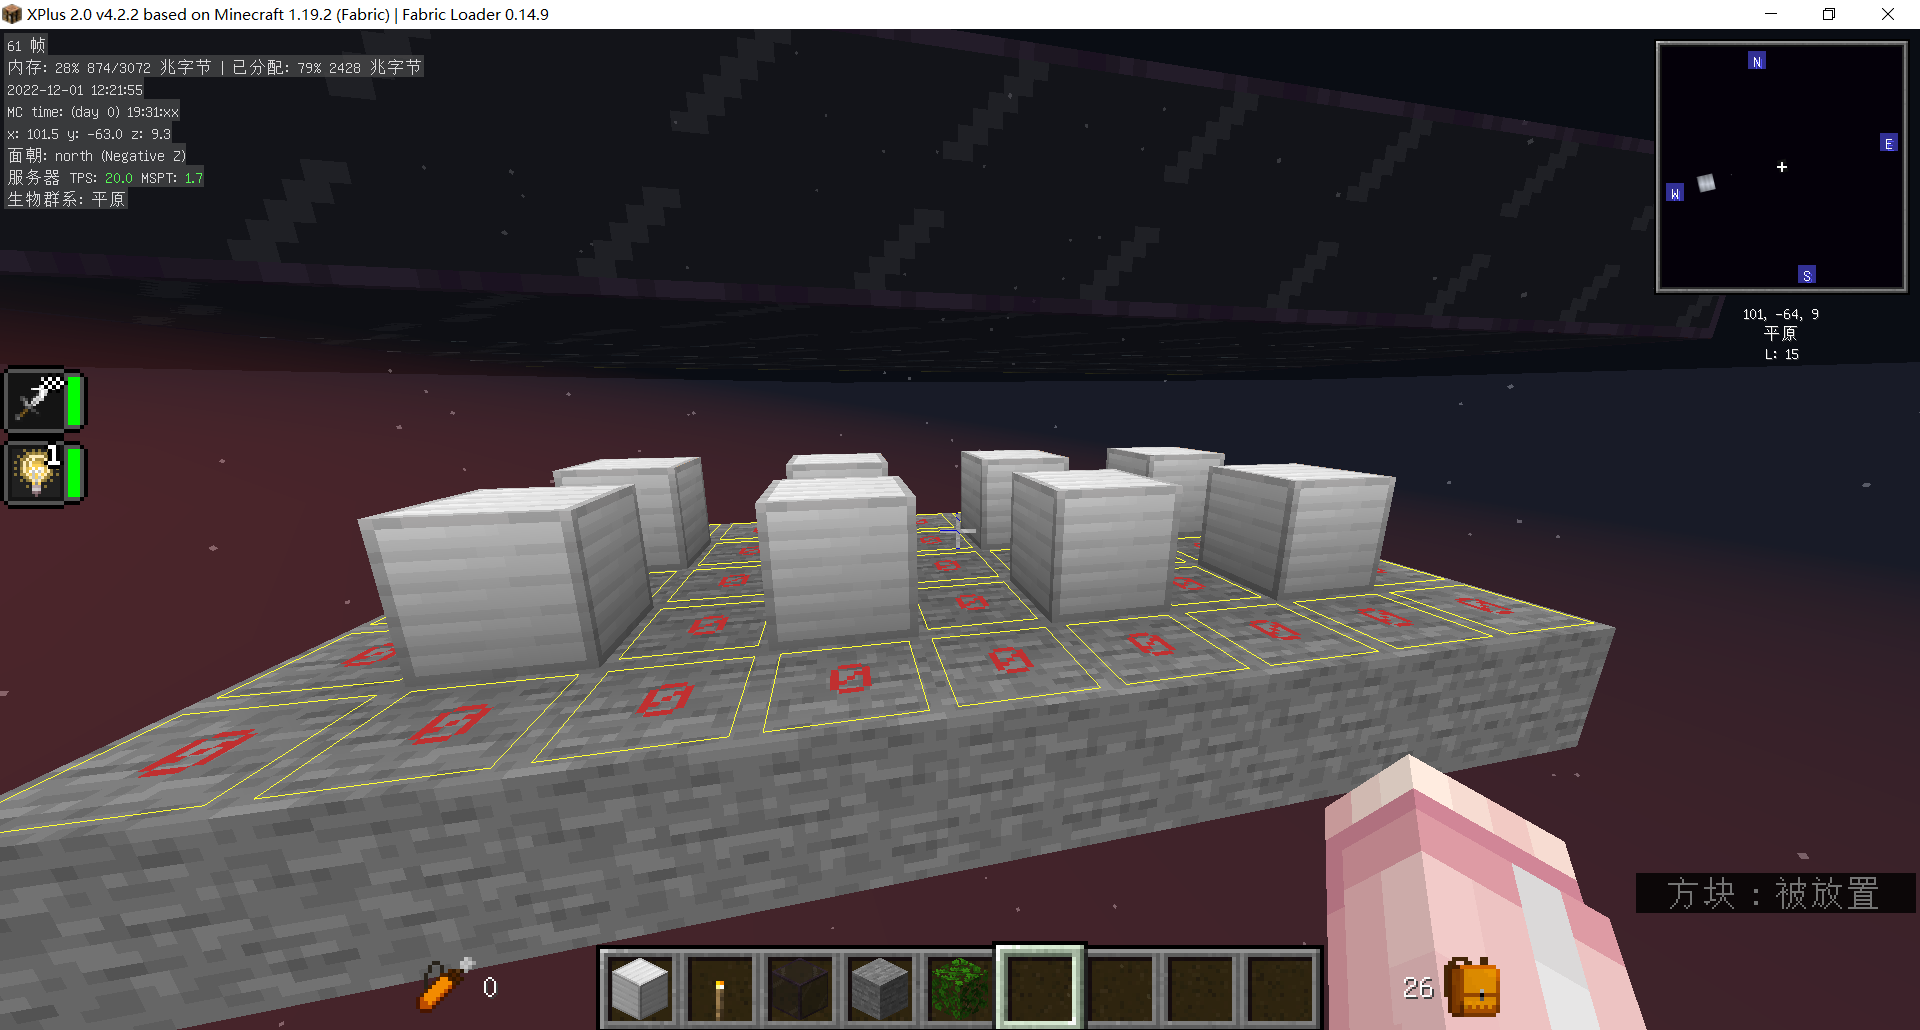 XPlus 2.0 v4.2.2 based on Minecraft 1.19.2 (Fabric) | Fabric Loader 0.14.9
61 帧
内存: 28% 874/3072 兆字节 | 已分配: 79% 2428 兆字节
2022-12-01 12:21:55
MC time: (day 0) 19:31:xx
x: 101.5 y: -63.0 z: 9.3
面朝: north (Negative Z)
服务器 TPS: 20.0 MSPT: 1.7
生物群系: 平原
N
E
W
S
101, -64, 9
平原
L: 15
1
方块：被放置
0
26